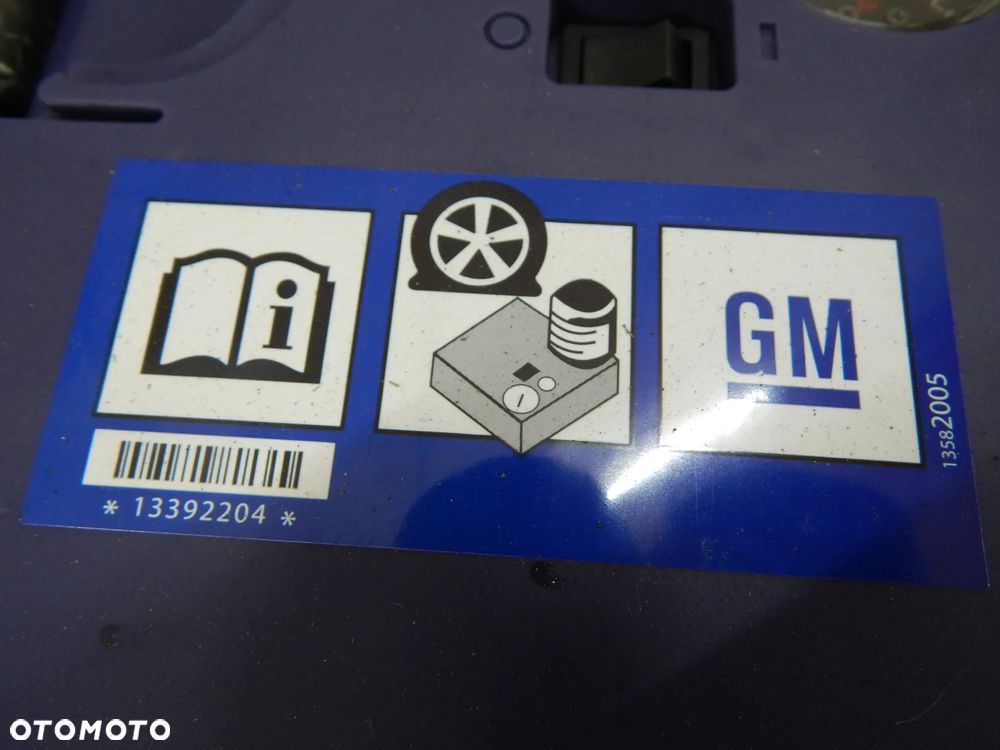 i
GM
13582005
* 13392204 *
OTOMOTO